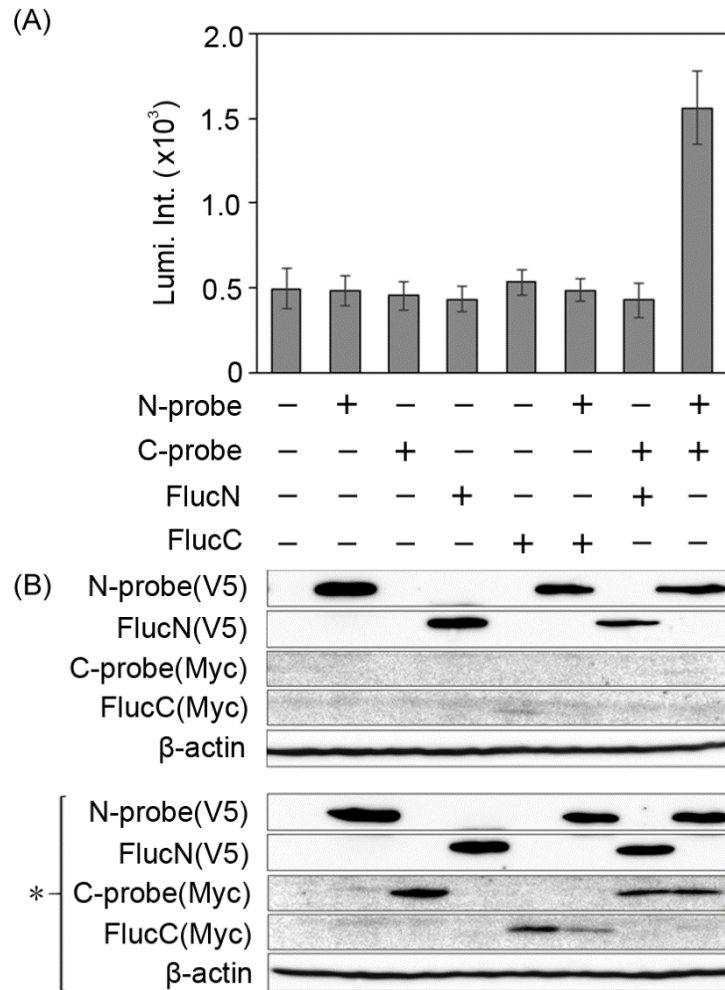 (A)
2.0
1.5
1.0
0.5
0
Lumi. Int. (x10³)
N-probe − + − − − + − +
C-probe − − + − − − + +
FlucN − − − + − − + −
FlucC − − − − + + − −
(B)
N-probe(V5)
FlucN(V5)
C-probe(Myc)
FlucC(Myc)
β-actin
*
N-probe(V5)
FlucN(V5)
C-probe(Myc)
FlucC(Myc)
β-actin